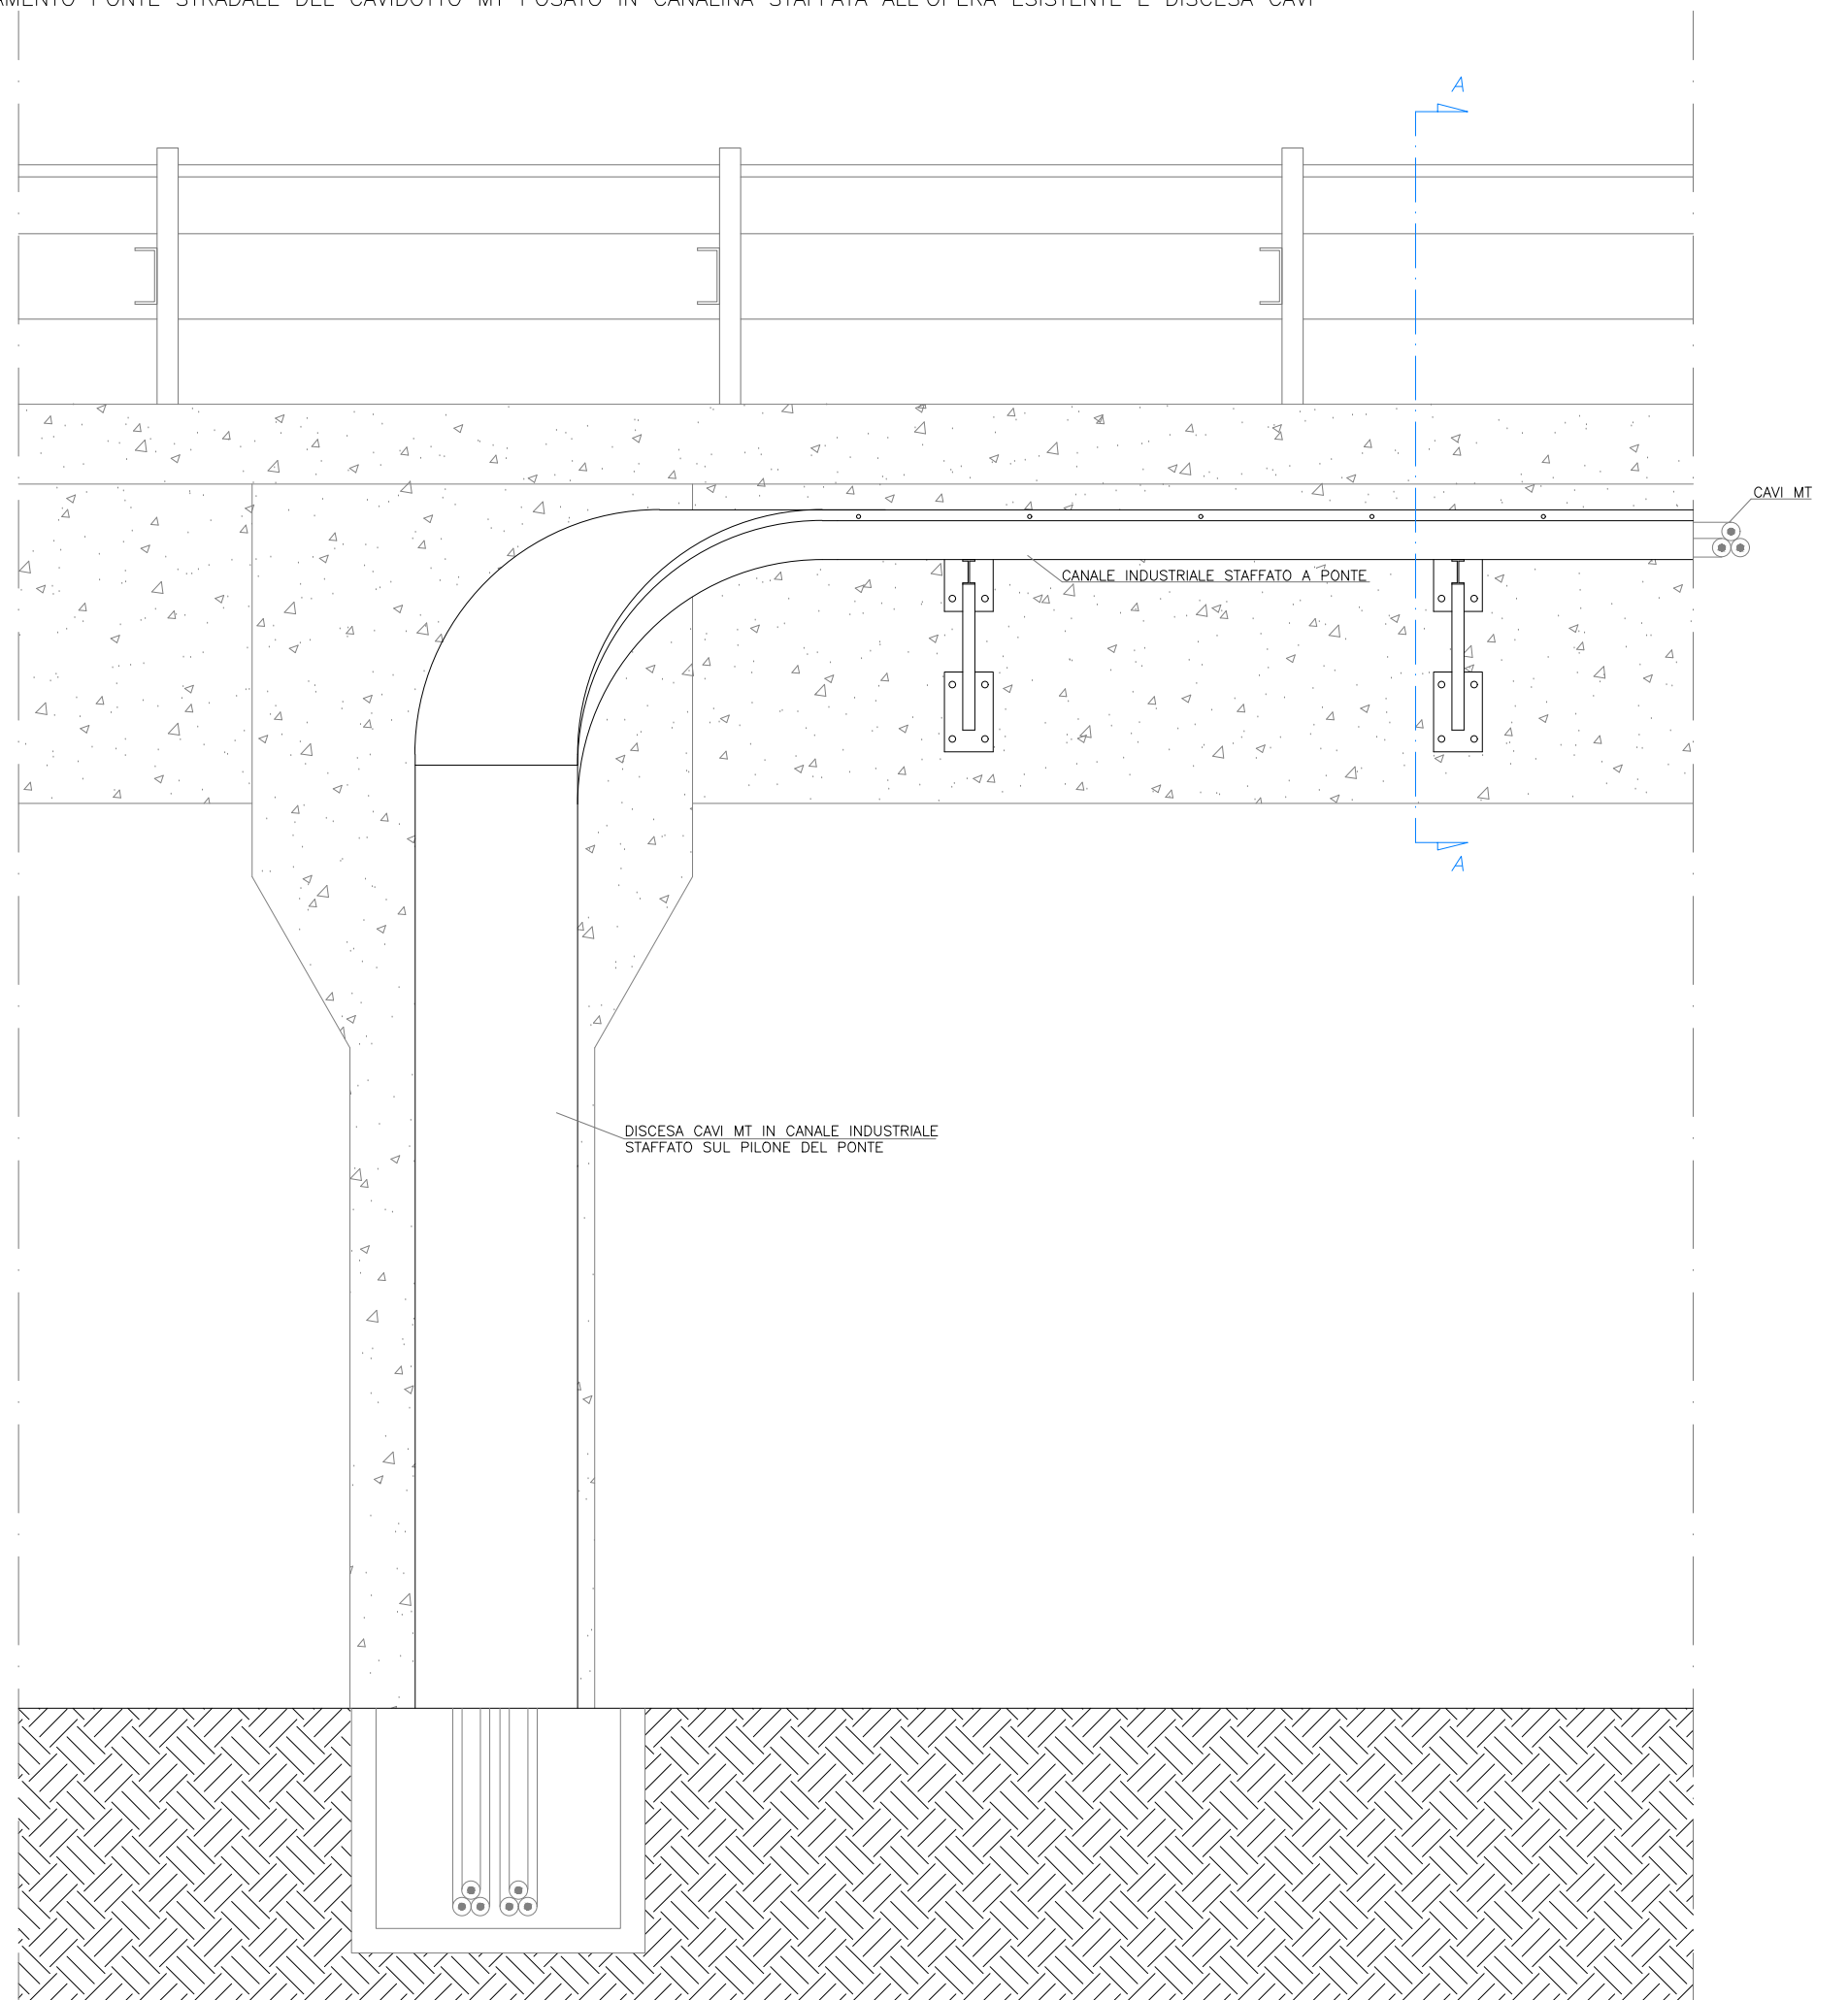 PONTE STRADALE DEL CAVIDOTTO MT POSATO IN CANALINA STAFFATA ALL'OPERA ESISTENTE E DISCESA CAVI
A
CAVI MT
CANALE INDUSTRIALE STAFFATO A PONTE
A
DISCESA CAVI MT IN CANALE INDUSTRIALE
STAFFATO SUL PILONE DEL PONTE